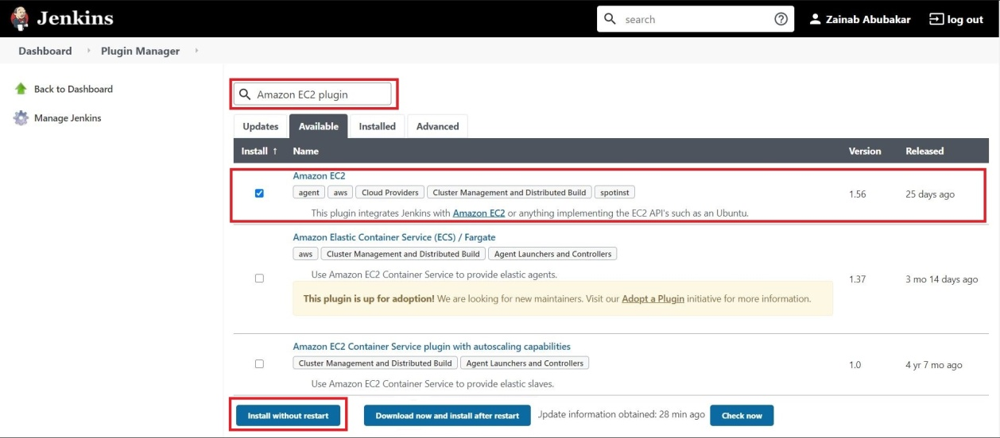 Jenkins
search
Zainab Abubakar
log out
Dashboard
Plugin Manager
Back to Dashboard
Manage Jenkins
Amazon EC2 plugin
Updates Available Installed Advanced
Install ↑ Name Version Released
Amazon EC2
agent aws Cloud Providers Cluster Management and Distributed Build spotinst
1.56 25 days ago
This plugin integrates Jenkins with Amazon EC2 or anything implementing the EC2 API's such as an Ubuntu.
Amazon Elastic Container Service (ECS) / Fargate
aws Cluster Management and Distributed Build Agent Launchers and Controllers
Use Amazon EC2 Container Service to provide elastic agents.
1.37 3 mo 14 days ago
This plugin is up for adoption! We are looking for new maintainers. Visit our Adopt a Plugin initiative for more information.
Amazon EC2 Container Service plugin with autoscaling capabilities
Cluster Management and Distributed Build Agent Launchers and Controllers
1.0 4 yr 7 mo ago
Use Amazon EC2 Container Service to provide elastic slaves.
Install without restart Download now and install after restart Update information obtained: 28 min ago Check now